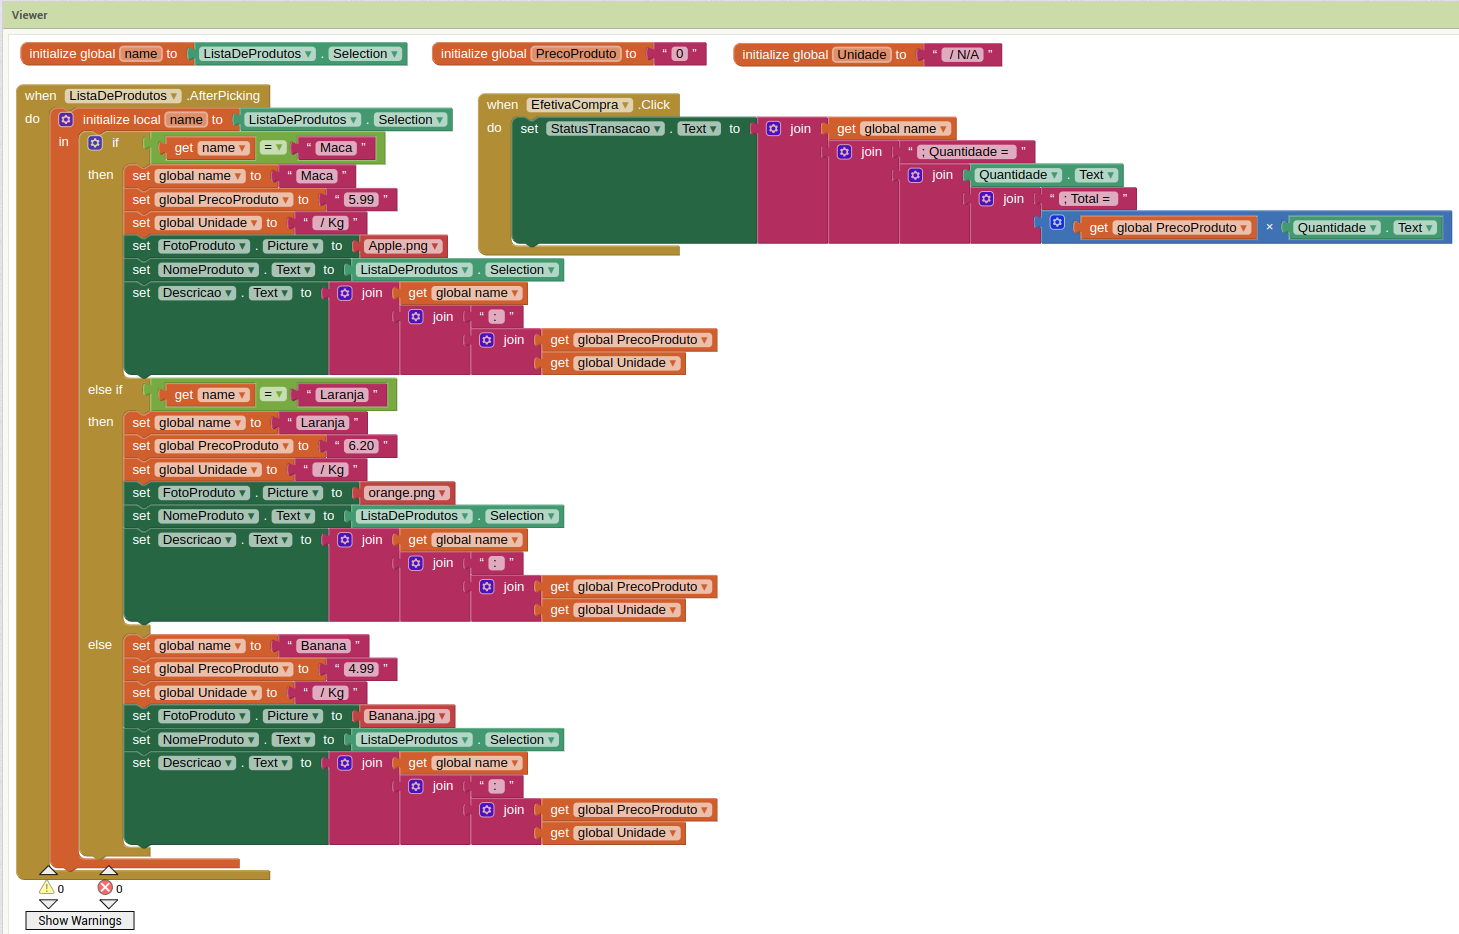 Viewer
initialize global name to ListaDeProdutos . Selection
initialize global PrecoProduto to “ 0 ”
initialize global Unidade to “ / N/A ”
when ListaDeProdutos .AfterPicking
do initialize local name to ListaDeProdutos . Selection
in if get name = “ Maca ”
then set global name to “ Maca ”
set global PrecoProduto to “ 5.99 ”
set global Unidade to “ / Kg ”
set FotoProduto . Picture to Apple.png
set NomeProduto . Text to ListaDeProdutos . Selection
set Descricao . Text to join get global name
join “ : ”
join get global PrecoProduto
get global Unidade
else if get name = “ Laranja ”
then set global name to “ Laranja ”
set global PrecoProduto to “ 6.20 ”
set global Unidade to “ / Kg ”
set FotoProduto . Picture to orange.png
set NomeProduto . Text to ListaDeProdutos . Selection
set Descricao . Text to join get global name
join “ : ”
join get global PrecoProduto
get global Unidade
else set global name to “ Banana ”
set global PrecoProduto to “ 4.99 ”
set global Unidade to “ / Kg ”
set FotoProduto . Picture to Banana.jpg
set NomeProduto . Text to ListaDeProdutos . Selection
set Descricao . Text to join get global name
join “ : ”
join get global PrecoProduto
get global Unidade
when EfetivaCompra .Click
do set StatusTransacao . Text to join get global name
join “ ; Quantidade = ”
join Quantidade . Text
join “ ; Total = ”
get global PrecoProduto × Quantidade . Text
0 0
Show Warnings